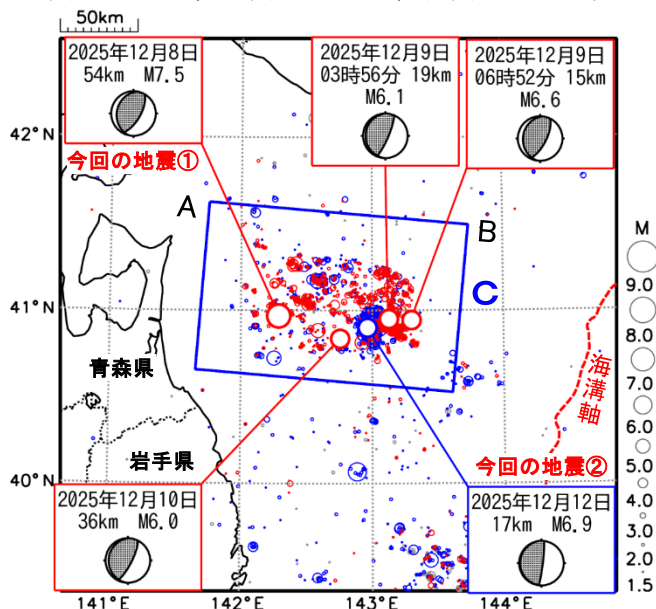 50km
2025年12月8日
54km M7.5
2025年12月9日
03時56分 19km
M6.1
2025年12月9日
06時52分 15km
M6.6
今回の地震①
42°N
A
B
C
41°N
青森県
岩手県
40°N
海溝軸
今回の地震②
2025年12月10日
36km M6.0
2025年12月12日
17km M6.9
141°E
142°E
143°E
144°E
M
9.0
8.0
7.0
6.0
5.0
4.0
3.0
2.0
1.5